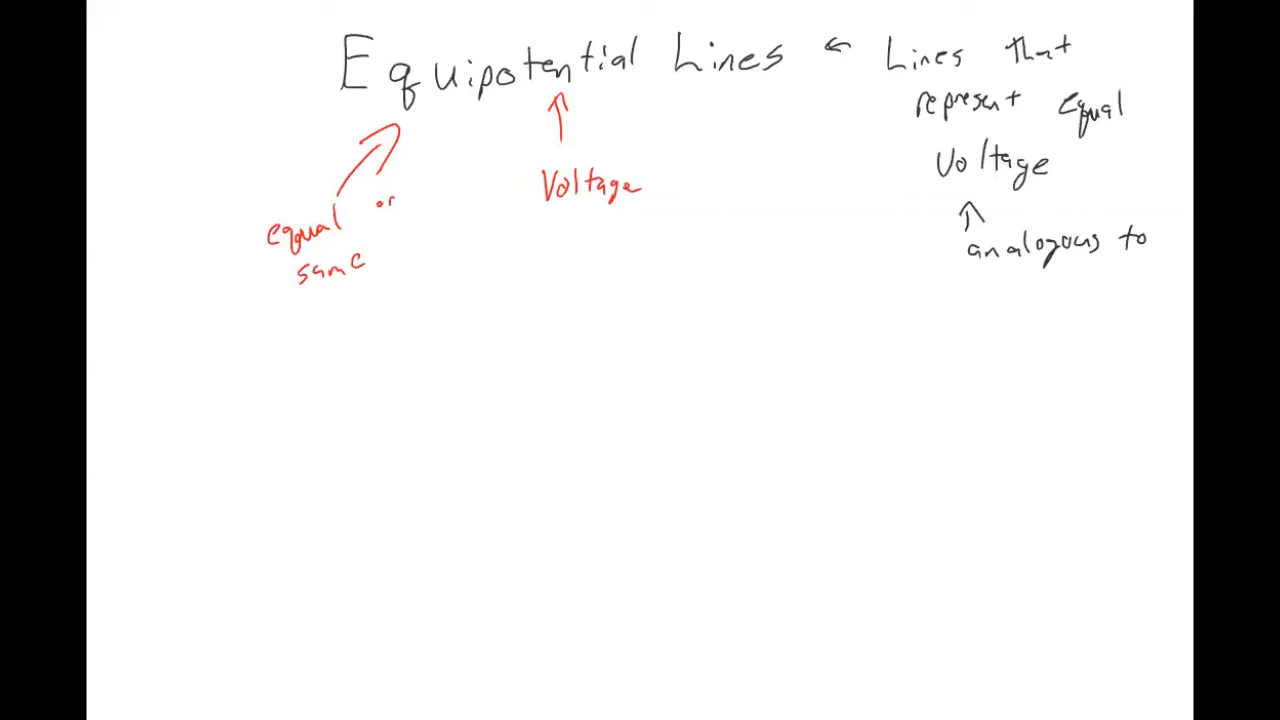 Equipotential Lines ← Lines that
represent equal
Voltage
↑
analogous to
↑
Voltage
equal or
same